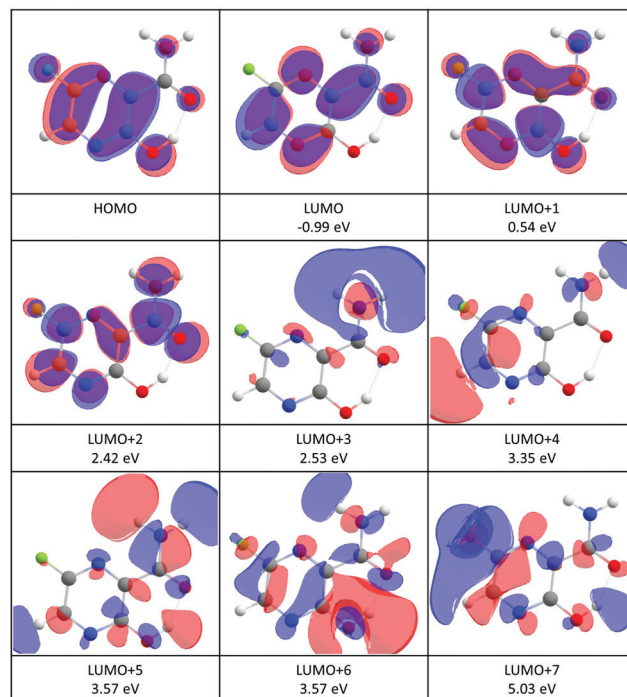 HOMO
LUMO
-0.99 eV
LUMO+1
0.54 eV
LUMO+2
2.42 eV
LUMO+3
2.53 eV
LUMO+4
3.35 eV
LUMO+5
3.57 eV
LUMO+6
3.57 eV
LUMO+7
5.03 eV